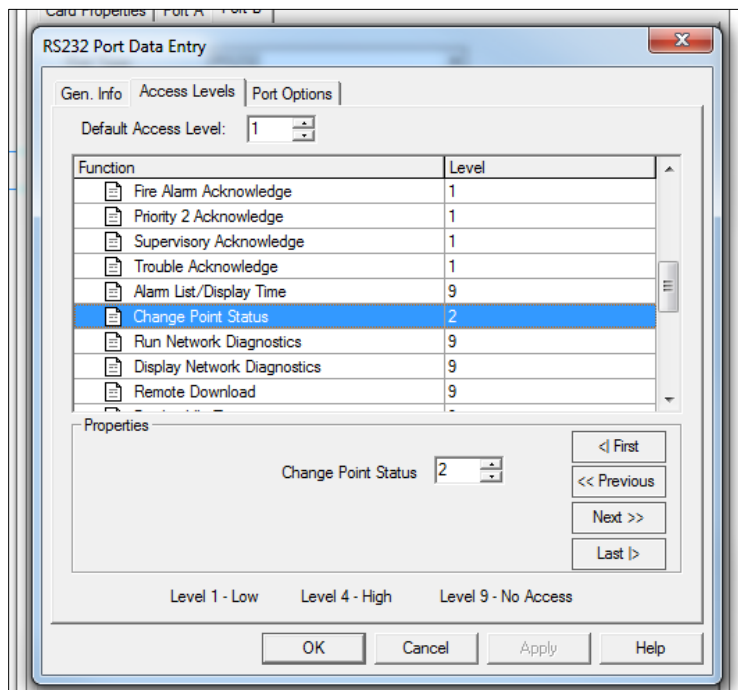 Card Properties | Port A | Port B
RS232 Port Data Entry
Gen. Info Access Levels Port Options
Default Access Level: 1
Function Level
Fire Alarm Acknowledge 1
Priority 2 Acknowledge 1
Supervisory Acknowledge 1
Trouble Acknowledge 1
Alarm List/Display Time 9
Change Point Status 2
Run Network Diagnostics 9
Display Network Diagnostics 9
Remote Download 9
Properties
<| First
Change Point Status 2
<< Previous
Next >>
Last |>
Level 1 - Low Level 4 - High Level 9 - No Access
OK Cancel Apply Help